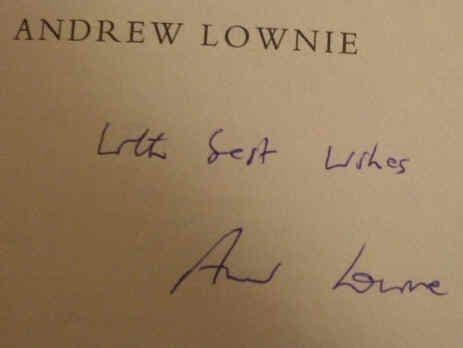 ANDREW LOWNIE
With best wishes
Andrew Lownie